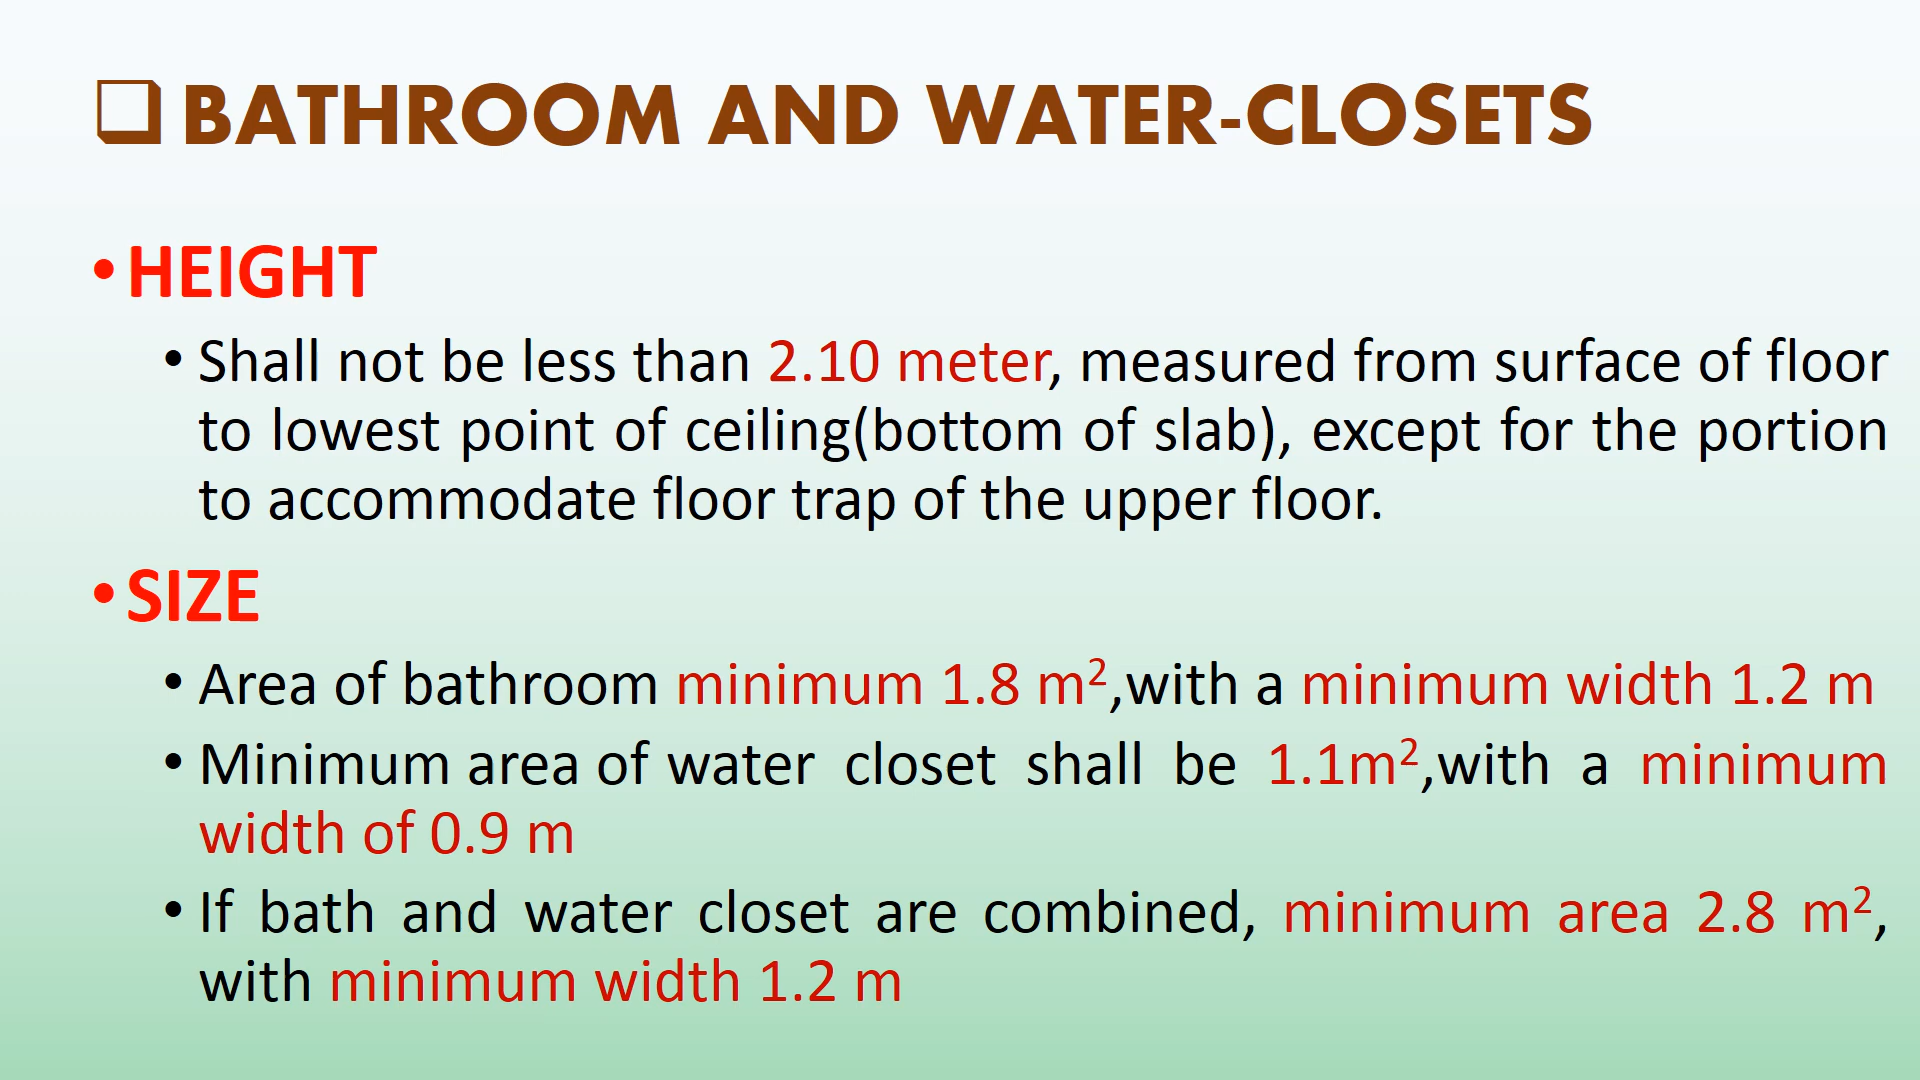 ❑ BATHROOM AND WATER-CLOSETS
• HEIGHT
• Shall not be less than 2.10 meter, measured from surface of floor
to lowest point of ceiling(bottom of slab), except for the portion
to accommodate floor trap of the upper floor.
• SIZE
• Area of bathroom minimum 1.8 m²,with a minimum width 1.2 m
• Minimum area of water closet shall be 1.1m²,with a minimum
width of 0.9 m
• If bath and water closet are combined, minimum area 2.8 m²,
with minimum width 1.2 m